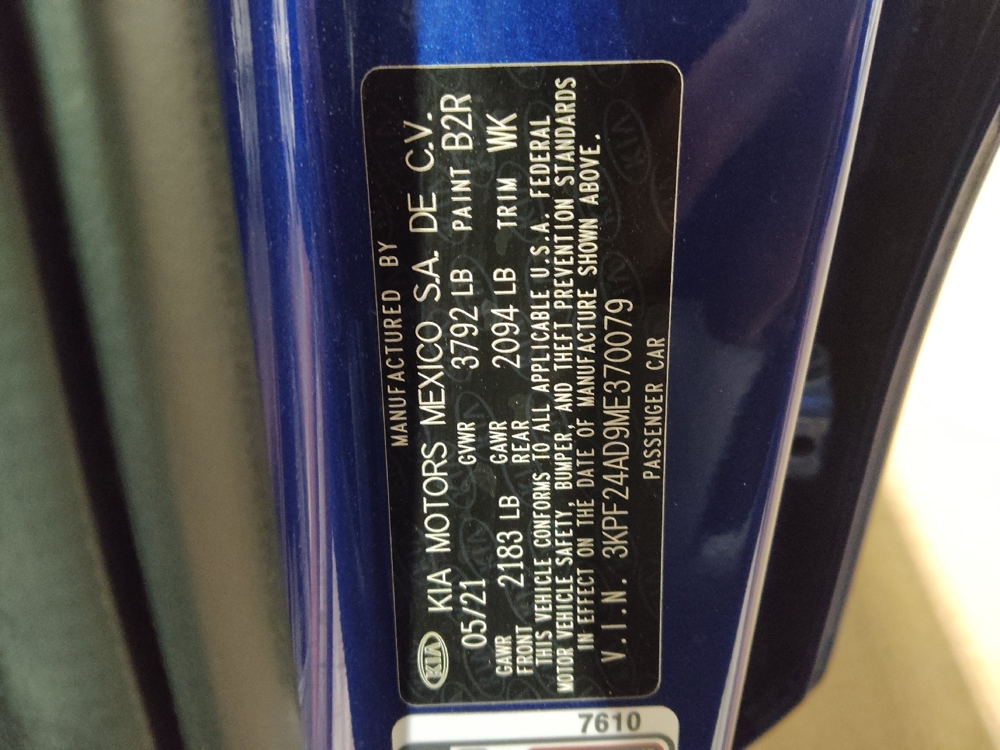 MANUFACTURED BY
KIA KIA MOTORS MEXICO S.A. DE C.V.
05/21 GVWR 3792 LB PAINT B2R
GAWR FRONT 2183 LB GAWR REAR 2094 LB TRIM WK
THIS VEHICLE CONFORMS TO ALL APPLICABLE U.S.A. FEDERAL
MOTOR VEHICLE SAFETY, BUMPER, AND THEFT PREVENTION STANDARDS
IN EFFECT ON THE DATE OF MANUFACTURE SHOWN ABOVE.
V.I.N. 3KPF24AD9ME370079
PASSENGER CAR
7610